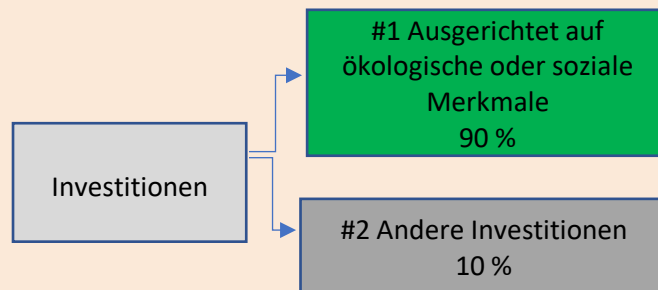 #1 Ausgerichtet auf
ökologische oder soziale
Merkmale
90 %
Investitionen
#2 Andere Investitionen
10 %